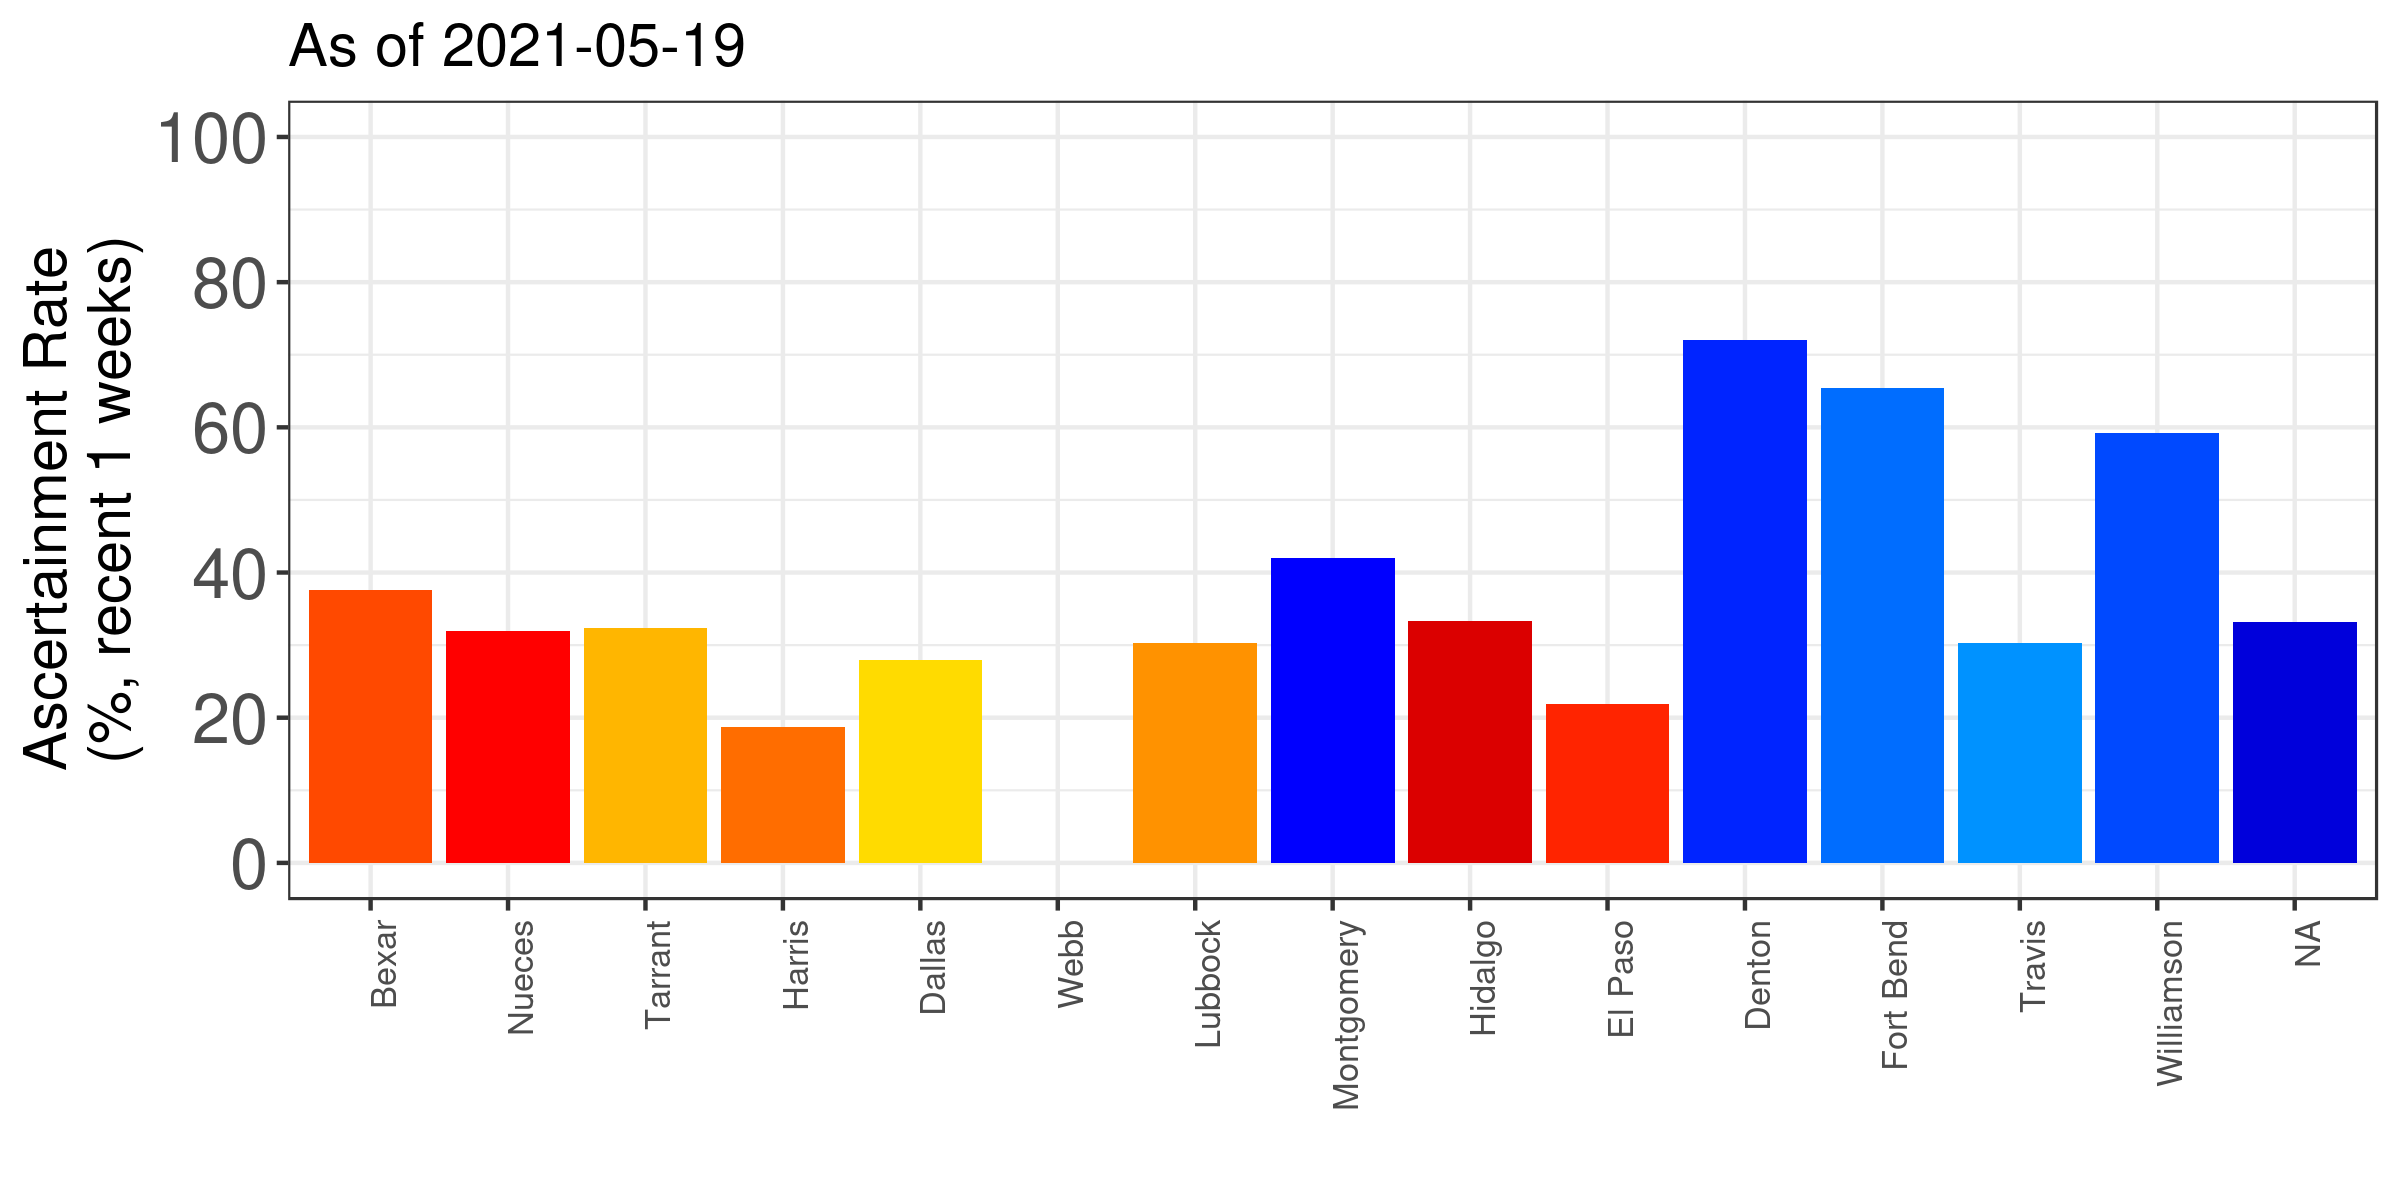 As of 2021-05-19
Ascertainment Rate
(%, recent 1 weeks)
100
80
60
40
20
0
Bexar
Nueces
Tarrant
Harris
Dallas
Webb
Lubbock
Montgomery
Hidalgo
El Paso
Denton
Fort Bend
Travis
Williamson
NA